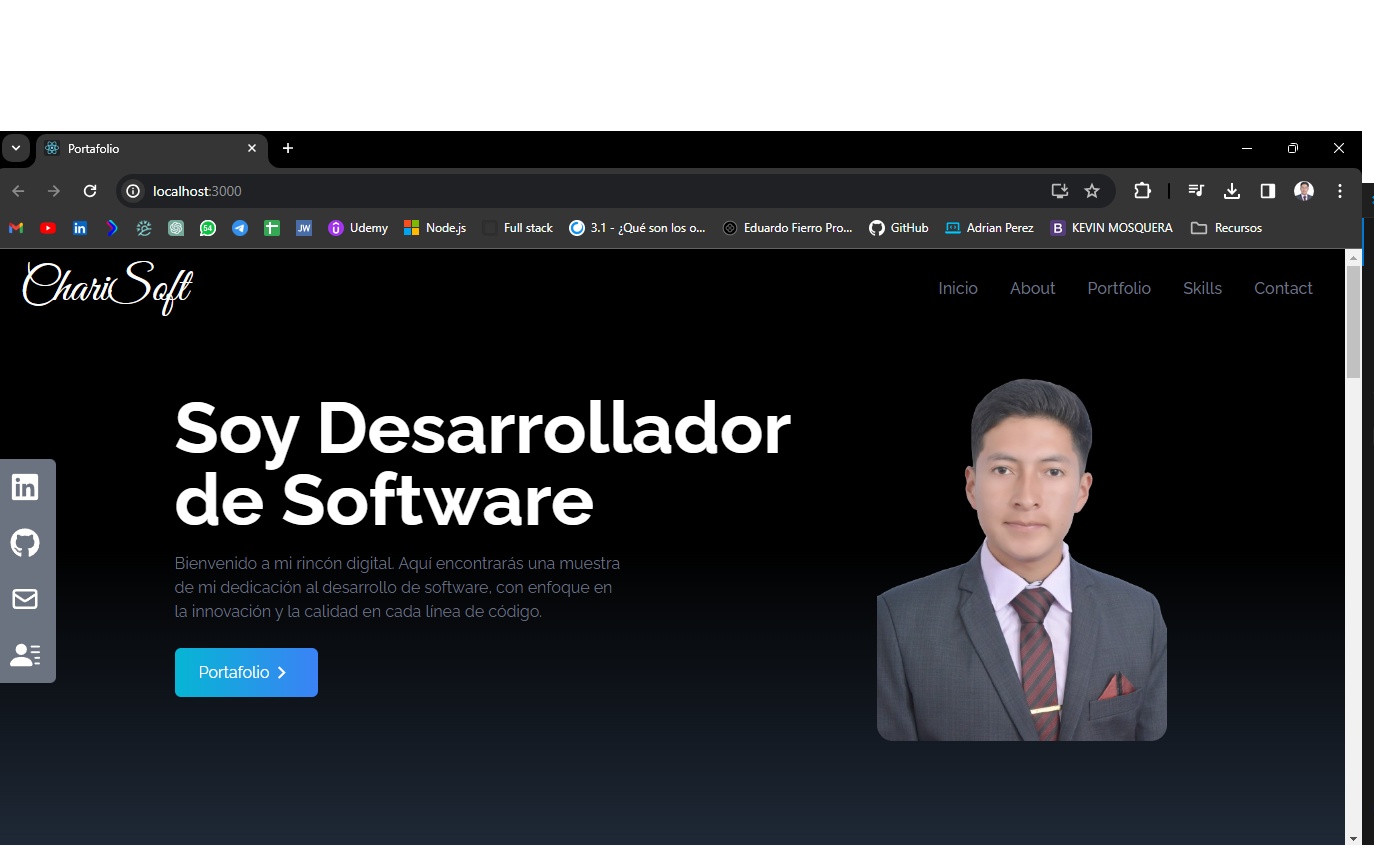 Portafolio
localhost:3000
54
JW
Udemy
Node.js
Full stack
3.1 - ¿Qué son los o...
Eduardo Fierro Pro...
GitHub
Adrian Perez
B
KEVIN MOSQUERA
Recursos
ChariSoft
Inicio
About
Portfolio
Skills
Contact
Soy Desarrollador
de Software
in
Bienvenido a mi rincón digital. Aquí encontrarás una muestra
de mi dedicación al desarrollo de software, con enfoque en
la innovación y la calidad en cada línea de código.
Portafolio